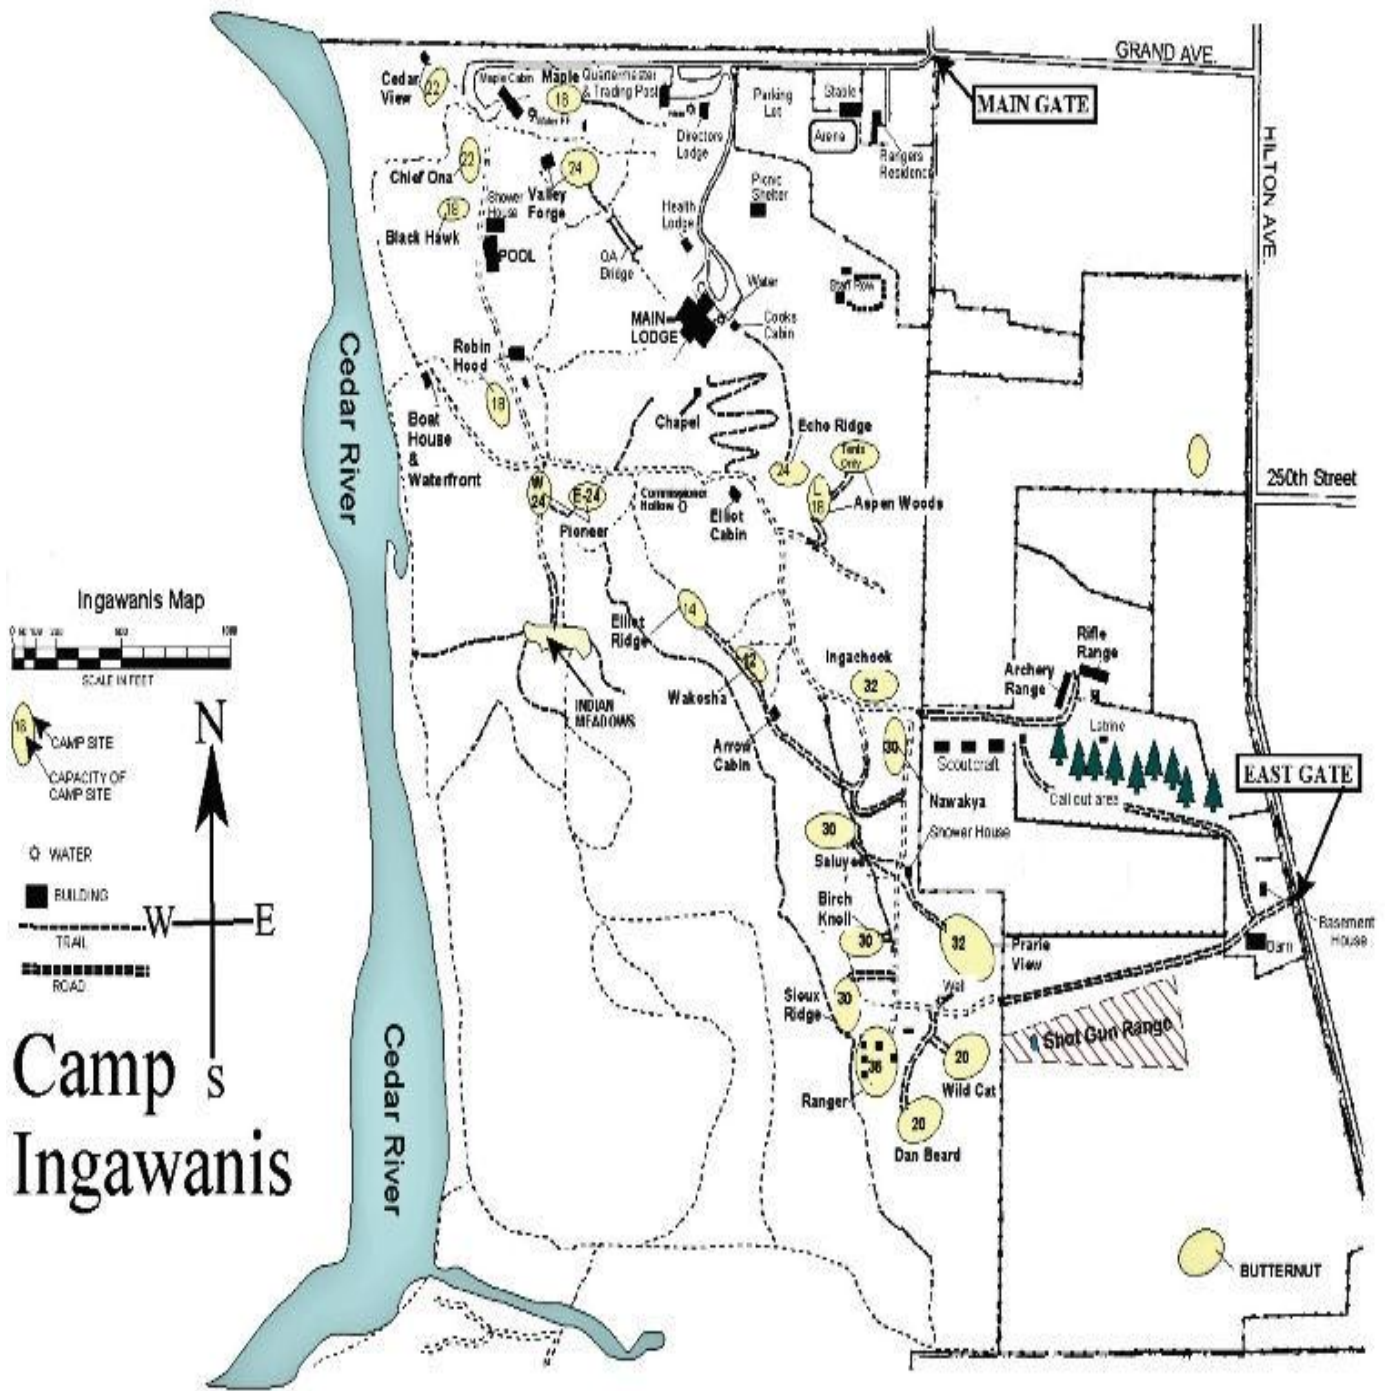 GRAND AVE.
MAIN GATE
HILTON AVE.
Cedar
View
22
Maple Cabin
Maple
18
Quartermaster
& Trading Post
Parking
Lot
Stable
Arena
Rangers
Residence
Directors
Lodge
Chief Ona
22
Valley
Forge
24
Black Hawk
18
Shower
House
POOL
OA
Bridge
Health
Lodge
Picnic
Shelter
Staff Row
Water
MAIN
LODGE
Cooks
Cabin
Robin
Hood
18
Boat
House
&
Waterfront
Chapel
Echo Ridge
24
Tents
Only
L
18
Aspen Woods
250th Street
W
24
E-24
Pioneer
Commissioner
Hollow
Elliot
Cabin
Cedar River
Ingawanis Map
0 50 100 200 500 1000
SCALE IN FEET
18
CAMP SITE
CAPACITY OF
CAMP SITE
WATER
BUILDING
TRAIL
ROAD
N
W
E
S
Camp
Ingawanis
Elliot
Ridge
14
Wakosha
12
INDIAN
MEADOWS
Arrow
Cabin
Ingachook
32
Archery
Range
Rifle
Range
Latrine
Scoutcraft
30
Nawakya
Call out area
EAST GATE
Shower House
30
Saluyee
Birch
Knoll
30
32
Prarie
View
Basement
House
Barn
Well
Sioux
Ridge
30
Shot Gun Range
36
Ranger
20
Wild Cat
20
Dan Beard
Cedar River
BUTTERNUT